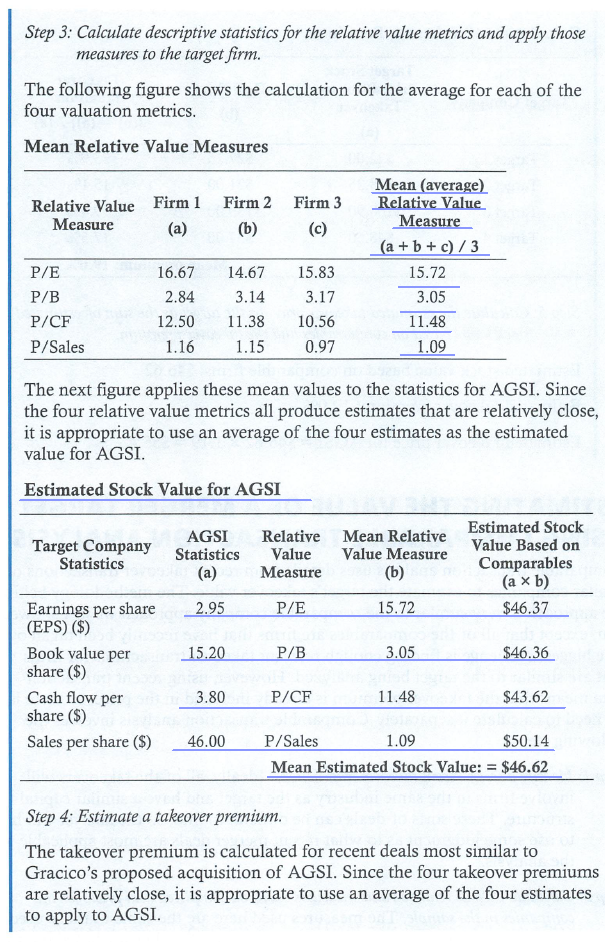 Step 3: Calculate descriptive statistics for the relative value metrics and apply those
measures to the target firm.
The following figure shows the calculation for the average for each of the
four valuation metrics.
Mean Relative Value Measures
Relative Value Measure | Firm 1 (a) | Firm 2 (b) | Firm 3 (c) | Mean (average) Relative Value Measure (a + b + c) / 3
P/E 16.67 14.67 15.83 15.72
P/B 2.84 3.14 3.17 3.05
P/CF 12.50 11.38 10.56 11.48
P/Sales 1.16 1.15 0.97 1.09
The next figure applies these mean values to the statistics for AGSI. Since
the four relative value metrics all produce estimates that are relatively close,
it is appropriate to use an average of the four estimates as the estimated
value for AGSI.
Estimated Stock Value for AGSI
Target Company Statistics | AGSI Statistics (a) | Relative Value Measure | Mean Relative Value Measure (b) | Estimated Stock Value Based on Comparables (a × b)
Earnings per share 2.95 P/E 15.72 $46.37
(EPS) ($)
Book value per 15.20 P/B 3.05 $46.36
share ($)
Cash flow per 3.80 P/CF 11.48 $43.62
share ($)
Sales per share ($) 46.00 P/Sales 1.09 $50.14
Mean Estimated Stock Value: = $46.62
Step 4: Estimate a takeover premium.
The takeover premium is calculated for recent deals most similar to
Gracico's proposed acquisition of AGSI. Since the four takeover premiums
are relatively close, it is appropriate to use an average of the four estimates
to apply to AGSI.